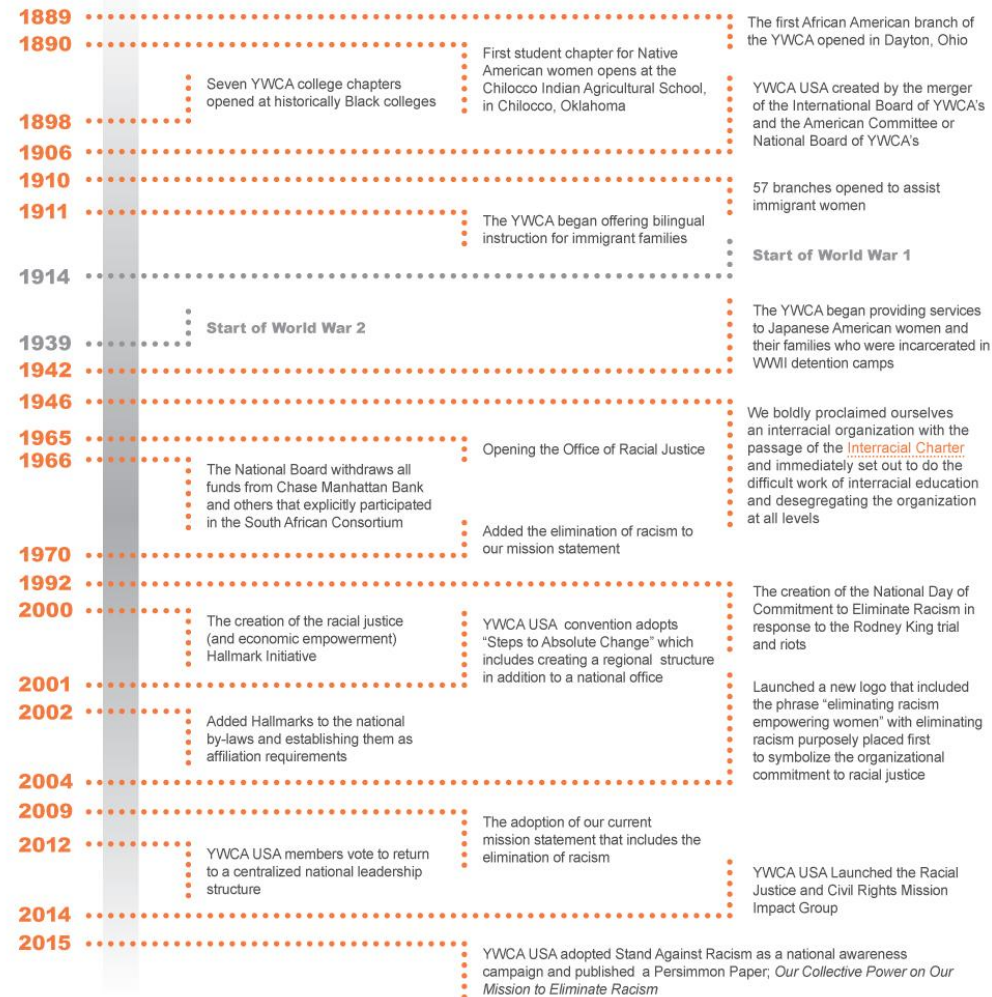 1889
The first African American branch of
the YWCA opened in Dayton, Ohio
1890
First student chapter for Native
American women opens at the
Chilocco Indian Agricultural School,
in Chilocco, Oklahoma
Seven YWCA college chapters
opened at historically Black colleges
1898
YWCA USA created by the merger
of the International Board of YWCA's
and the American Committee or
National Board of YWCA's
1906
1910
57 branches opened to assist
immigrant women
1911
The YWCA began offering bilingual
instruction for immigrant families
Start of World War 1
1914
Start of World War 2
1939
The YWCA began providing services
to Japanese American women and
their families who were incarcerated in
WWII detention camps
1942
1946
We boldly proclaimed ourselves
an interracial organization with the
passage of the Interracial Charter
and immediately set out to do the
difficult work of interracial education
and desegregating the organization
at all levels
1965
Opening the Office of Racial Justice
1966
The National Board withdraws all
funds from Chase Manhattan Bank
and others that explicitly participated
in the South African Consortium
Added the elimination of racism to
our mission statement
1970
1992
The creation of the National Day of
Commitment to Eliminate Racism in
response to the Rodney King trial
and riots
2000
The creation of the racial justice
(and economic empowerment)
Hallmark Initiative
YWCA USA convention adopts
“Steps to Absolute Change” which
includes creating a regional structure
in addition to a national office
2001
2002
Added Hallmarks to the national
by-laws and establishing them as
affiliation requirements
Launched a new logo that included
the phrase “eliminating racism
empowering women” with eliminating
racism purposely placed first
to symbolize the organizational
commitment to racial justice
2004
2009
The adoption of our current
mission statement that includes the
elimination of racism
2012
YWCA USA members vote to return
to a centralized national leadership
structure
YWCA USA Launched the Racial
Justice and Civil Rights Mission
Impact Group
2014
2015
YWCA USA adopted Stand Against Racism as a national awareness
campaign and published a Persimmon Paper; Our Collective Power on Our
Mission to Eliminate Racism